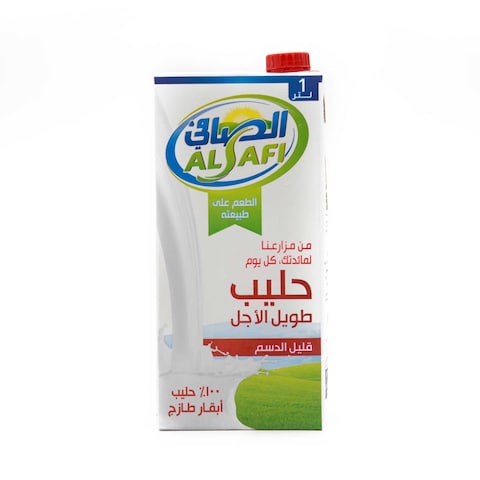 1
لتر
الصافي
ALSAFI
الطعم على
طبيعته
من مزارعنا
لمائدتك، كل يوم
حليب
طويل الأجل
قليل الدسم
١٠٠٪ حليب
أبقار طازج